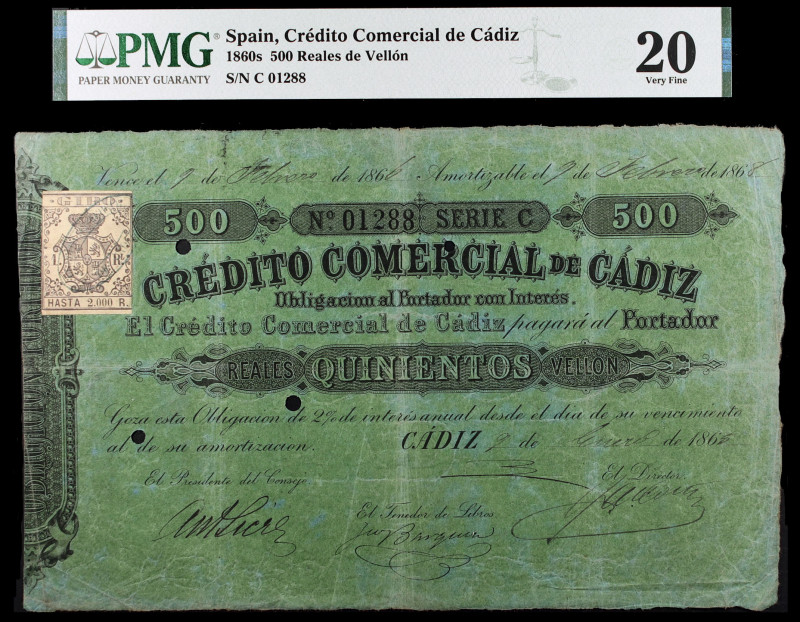 PMG
PAPER MONEY GUARANTY
Spain, Crédito Comercial de Cádiz
1860s 500 Reales de Vellón
S/N C 01288
20
Very Fine
Vence el 9 de Febrero de 186 Amortizable el 9 de Febrero de 1868
500 No. 01288 SERIE C 500
GIRO
HASTA 2.000 R.
CRÉDITO COMERCIAL DE CÁDIZ
Obligacion al Portador con Interés.
El Crédito Comercial de Cádiz pagará al Portador
REALES QUINIENTOS VELLON
Goza esta Obligacion de 2% de interés anual desde el dia de su vencimiento
al de su amortizacion. CÁDIZ 9 de de 186
El Presidente del Consejo El Director
El Tenedor de Libros.